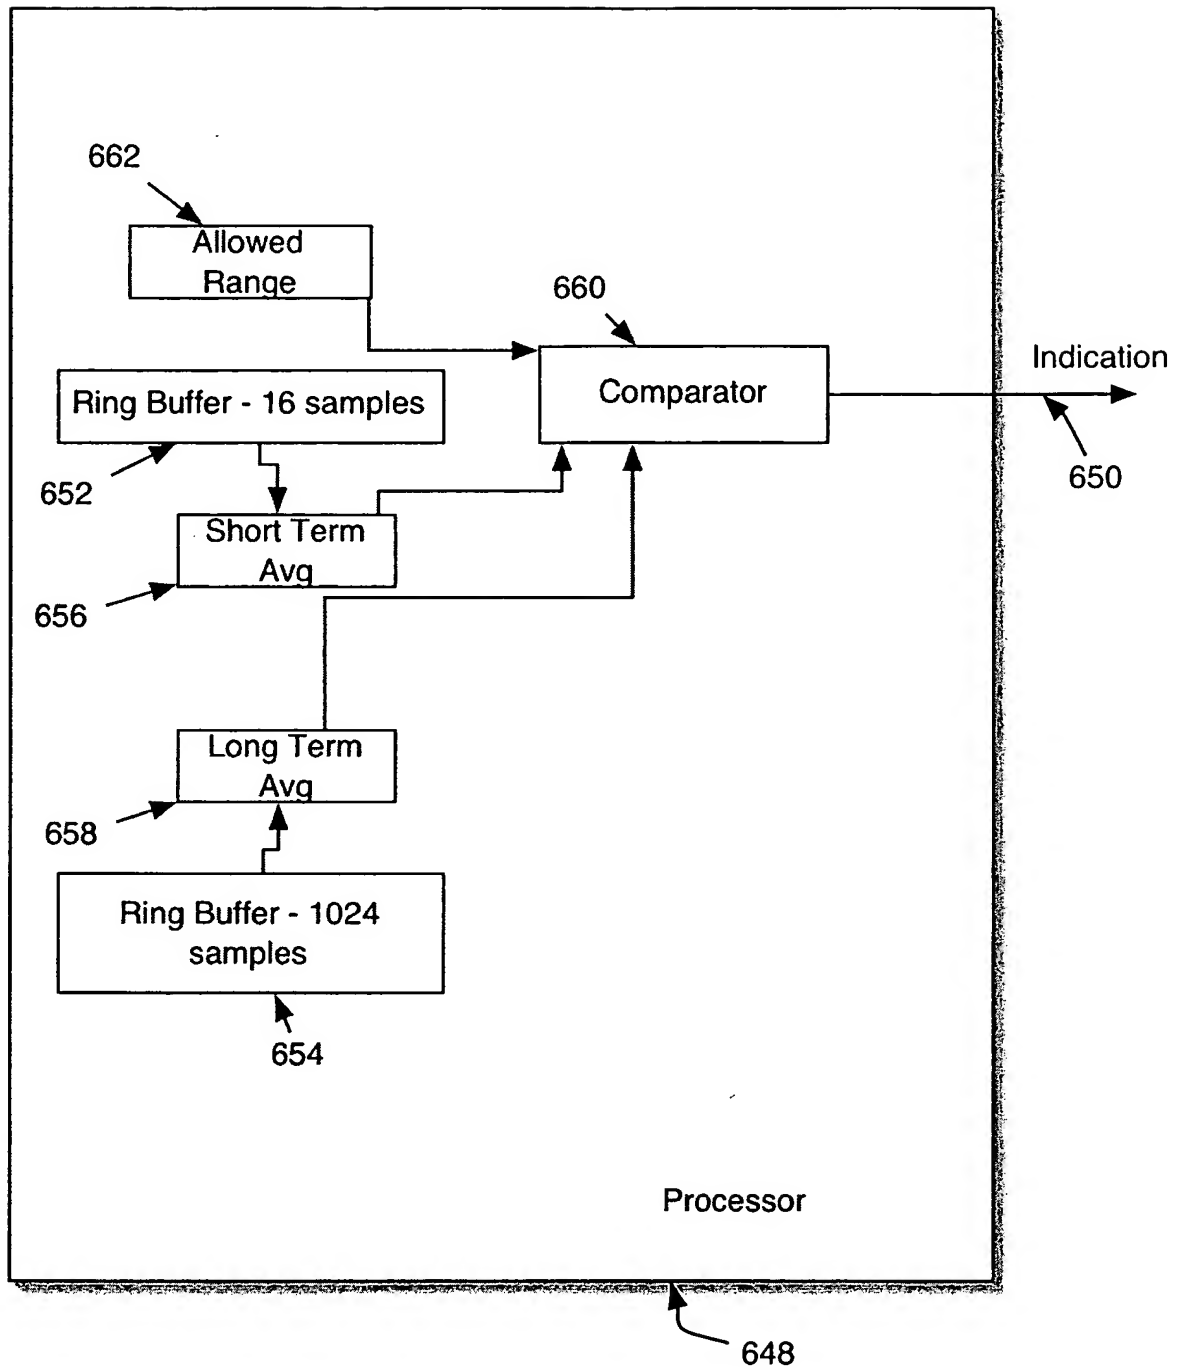 662
Allowed
Range
660
Comparator
Indication
650
Ring Buffer - 16 samples
652
Short Term
Avg
656
Long Term
Avg
658
Ring Buffer - 1024
samples
654
Processor
648